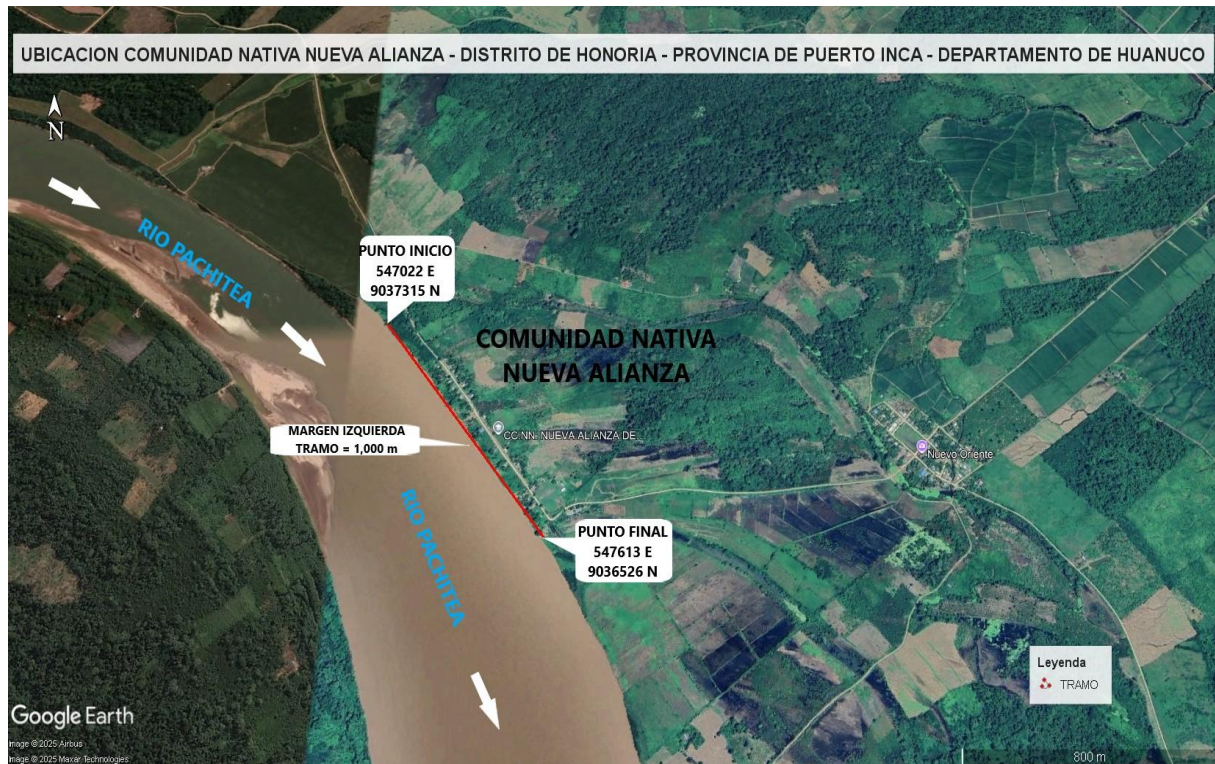 UBICACION COMUNIDAD NATIVA NUEVA ALIANZA - DISTRITO DE HONORIA - PROVINCIA DE PUERTO INCA - DEPARTAMENTO DE HUANUCO
N
RIO PACHITEA
PUNTO INICIO
547022 E
9037315 N
COMUNIDAD NATIVA
NUEVA ALIANZA
MARGEN IZQUIERDA
TRAMO = 1,000 m
CC.NN. NUEVA ALIANZA DE...
Nuevo Oriente
RIO PACHITEA
PUNTO FINAL
547613 E
9036526 N
Leyenda
TRAMO
Google Earth
Image © 2025 Airbus
Image © 2025 Maxar Technologies
800 m